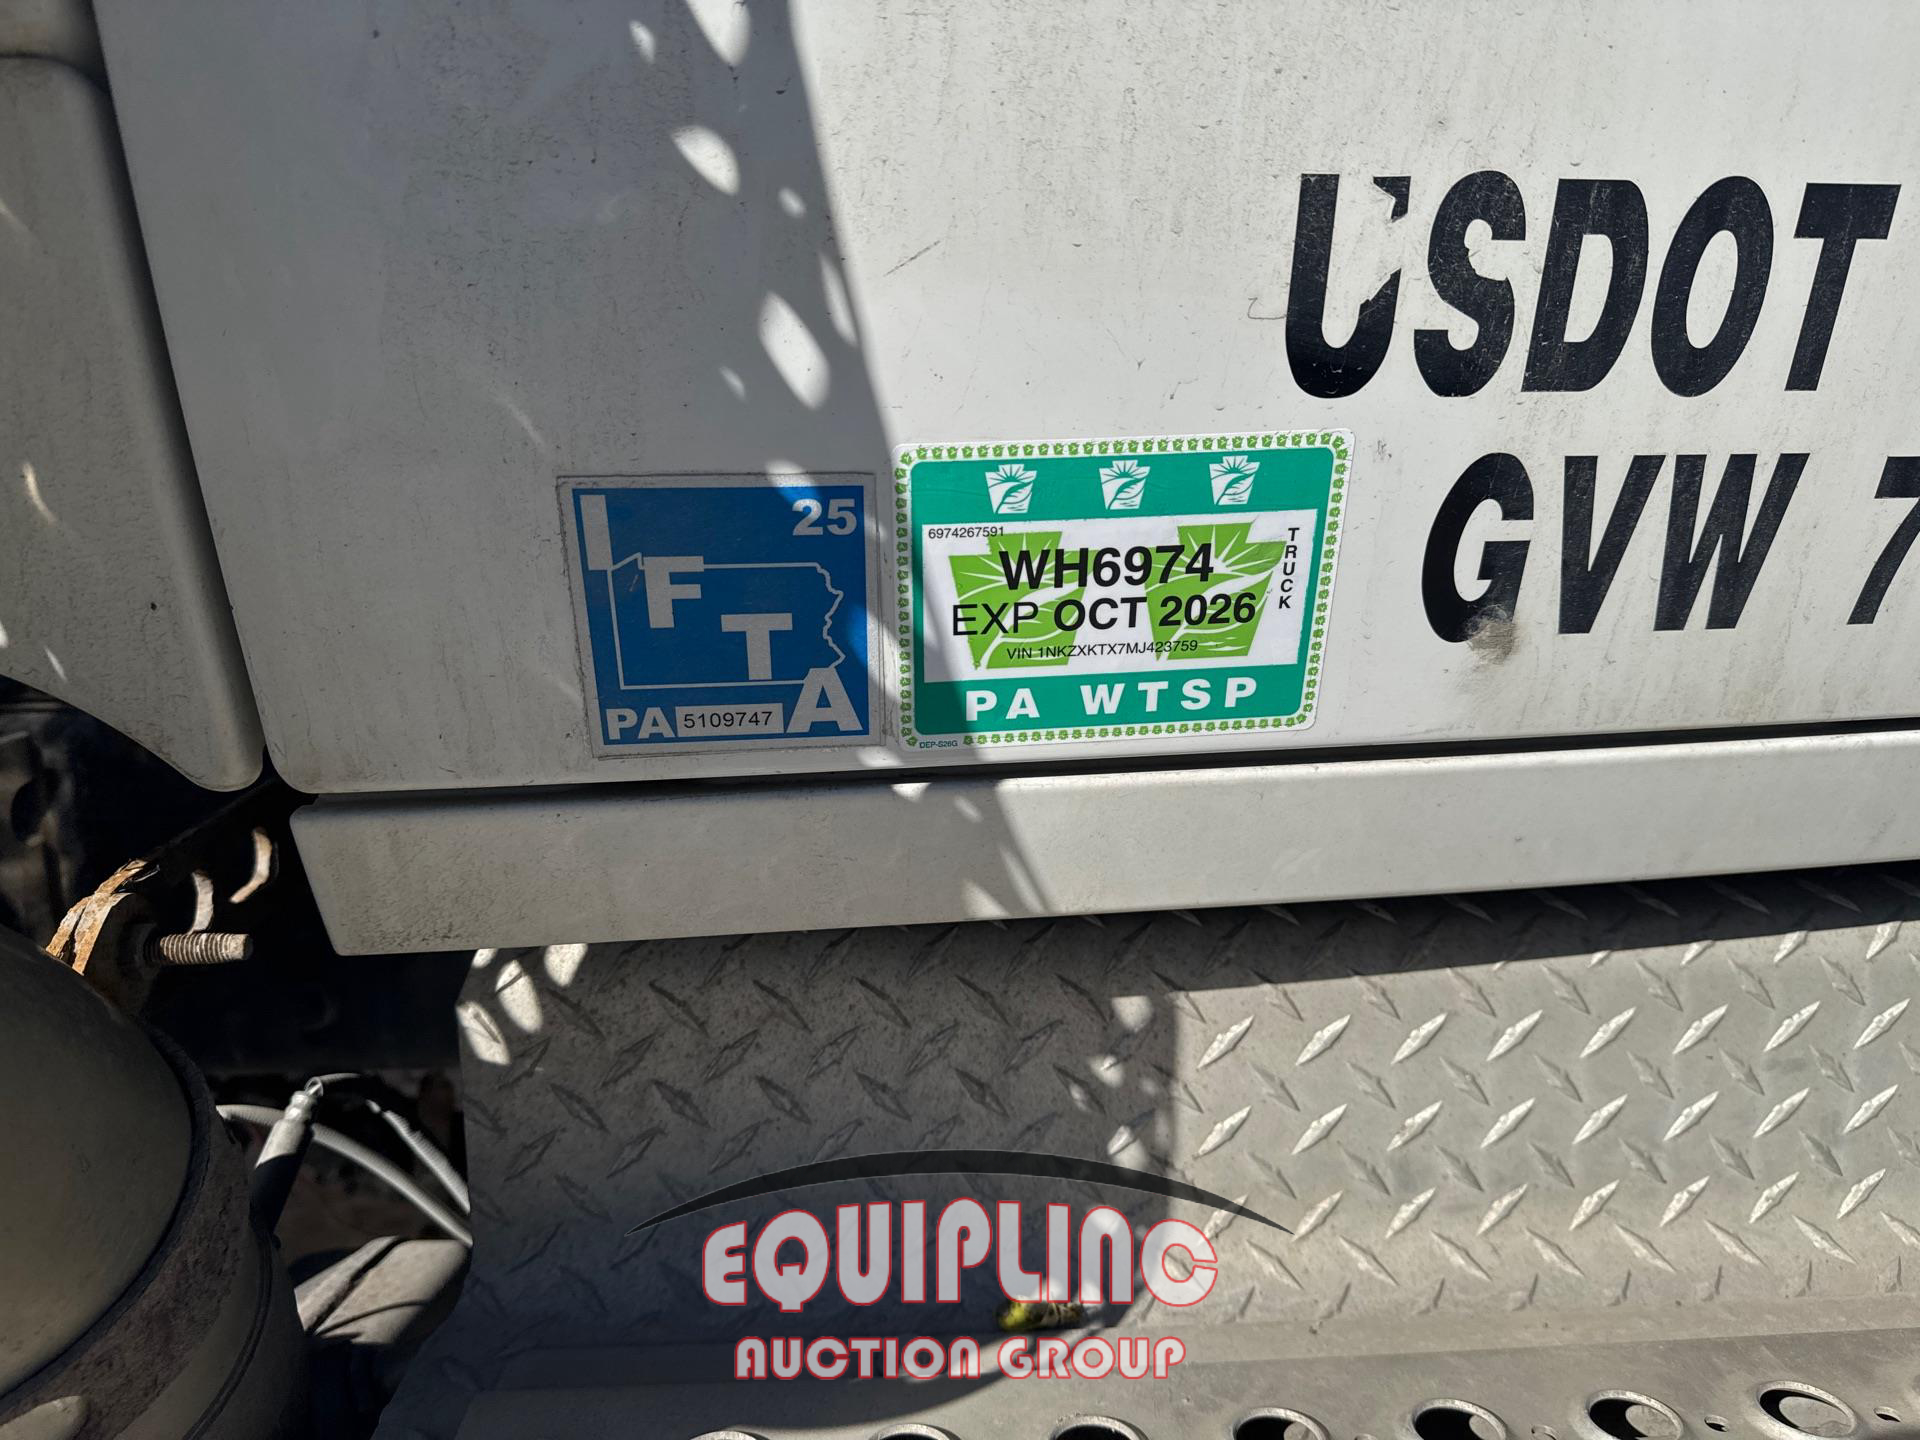 USDOT
GVW 7
I F T A
25
PA 5109747
6974267591
WH6974
EXP OCT 2026
VIN 1NKZXKTX7MJ423759
TRUCK
PA WTSP
DEP-S26G
EQUIPLINC
AUCTION GROUP